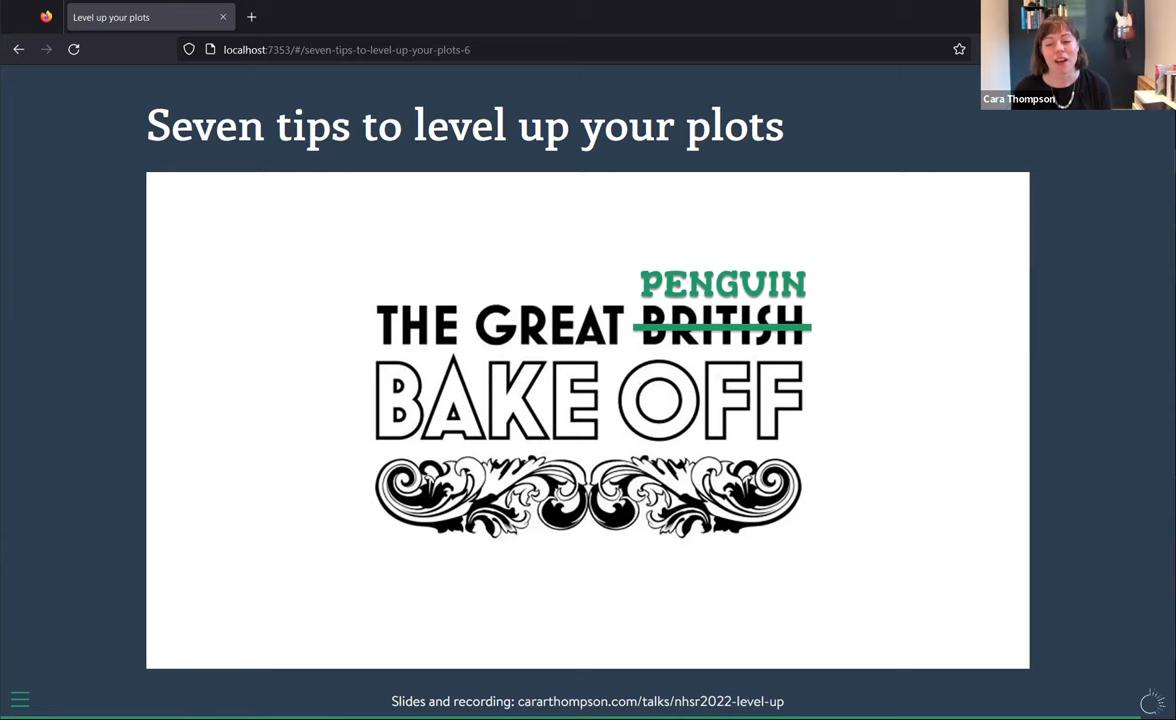 Level up your plots
localhost:7353/#/seven-tips-to-level-up-your-plots-6
Cara Thompson
Seven tips to level up your plots
PENGUIN
THE GREAT BRITISH
BAKE OFF
Slides and recording: cararthompson.com/talks/nhsr2022-level-up